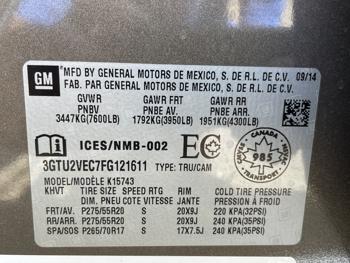 GM MFD BY GENERAL MOTORS DE MEXICO, S. DE R.L. DE C.V. 09/14
FAB. PAR GENERAL MOTORS DE MEXICO, S. DE R.L. DE C.V.
GVWR GAWR FRT GAWR RR
PNBV PNBE AV PNBE AR
3447KG(7600LB) 1792KG(3950LB) 1951KG(4300LB)
ICES/NMB-002 EC CANADA 985 TRANSPORT
3GTU2VEC7FG121611 TYPE: TRU/CAM
MODEL/MODELE K15743
KHVT TIRE SIZE SPEED RTG RIM COLD TIRE PRESSURE
DIM. PNEU COTE VITESSE JANTE PRESSION À FROID
FRT/AV. P275/55R20 S 20X9J 220 KPA(32PSI)
RR/ARR. P275/55R20 S 20X9J 240 KPA(35PSI)
SPA/SOS P265/70R17 S 17X7.5J 240 KPA(35PSI)